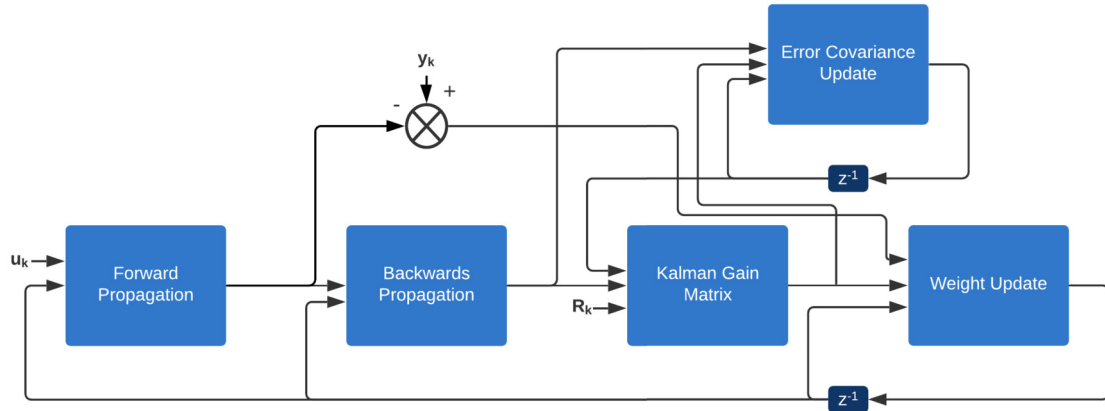 Error Covariance
Update
yₖ
+
-
z⁻¹
uₖ
Forward
Propagation
Backwards
Propagation
Kalman Gain
Matrix
Rₖ
Weight Update
z⁻¹